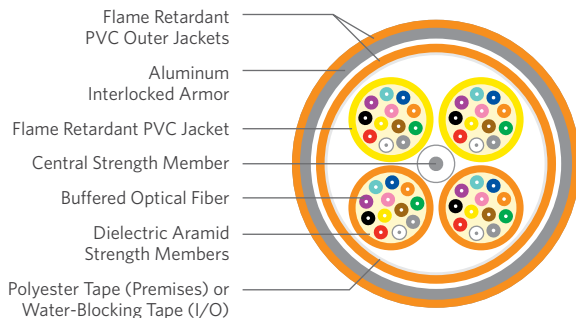 Flame Retardant
PVC Outer Jackets
Aluminum
Interlocked Armor
Flame Retardant PVC Jacket
Central Strength Member
Buffered Optical Fiber
Dielectric Aramid
Strength Members
Polyester Tape (Premises) or
Water-Blocking Tape (I/O)